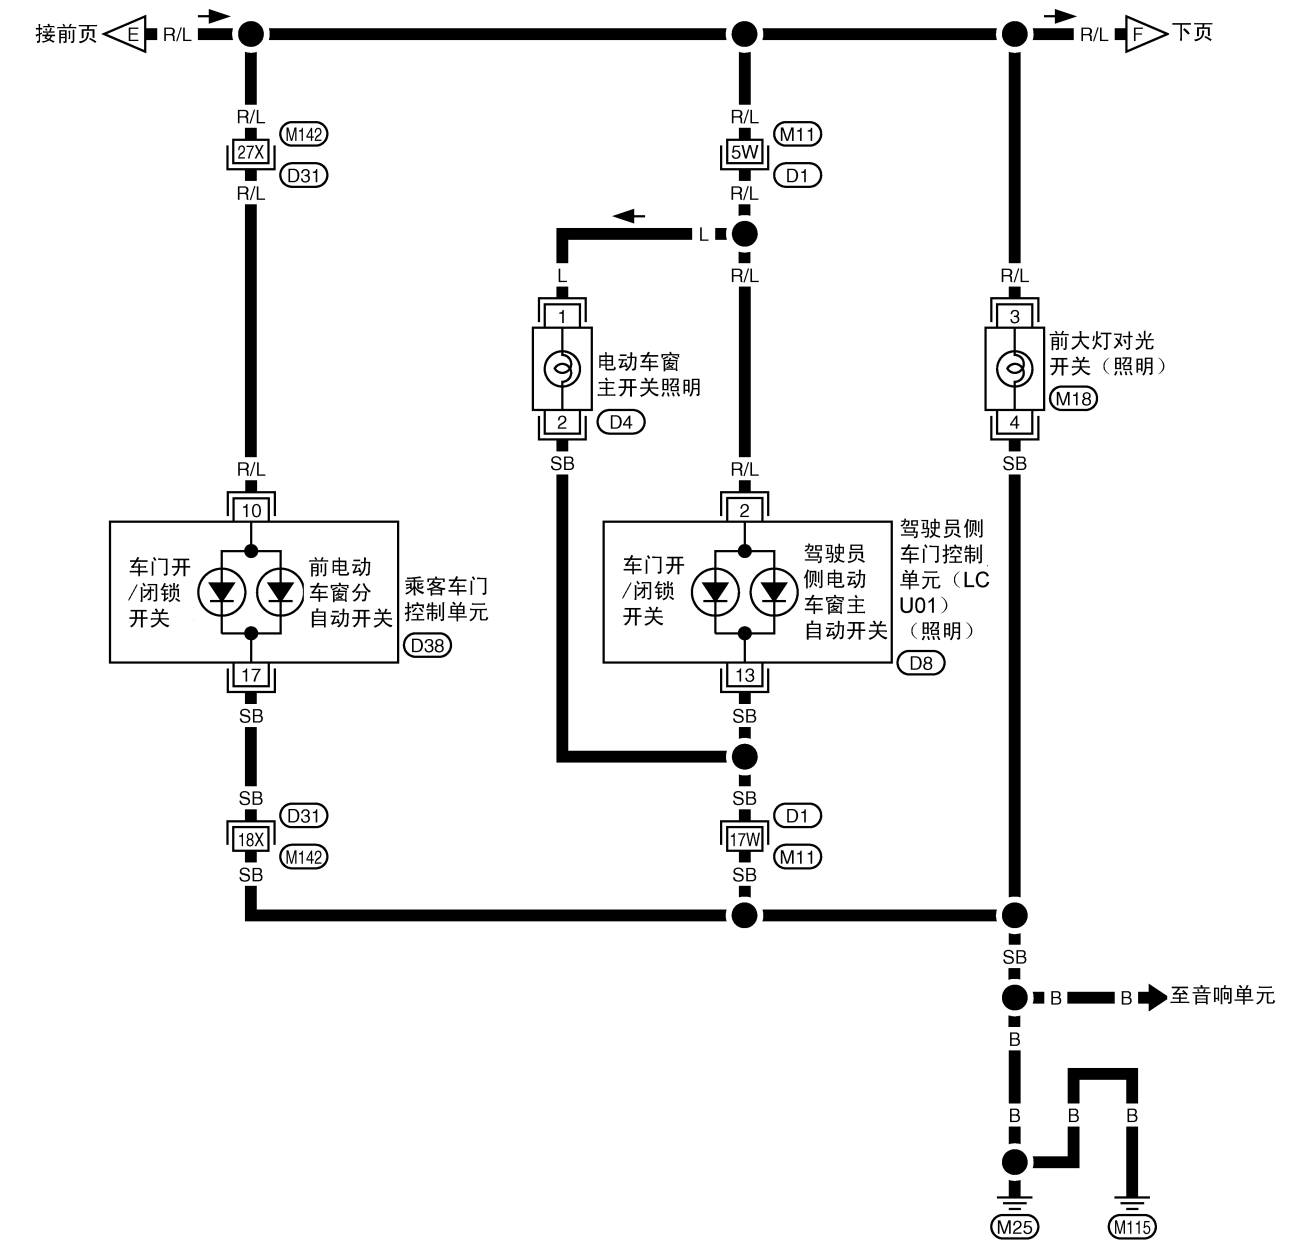 接前页 E R/L R/L F 下页
R/L R/L
27X M142 5W M11
D31 D1
R/L R/L
L
L R/L R/L
1 3
电动车窗
主开关照明
前大灯对光
开关（照明）
M18
2 D4 4
SB SB
R/L R/L
10 2
车门开
/闭锁
开关
前电动
车窗分
自动开关
乘客车门
控制单元
D38
车门开
/闭锁
开关
驾驶员
侧电动
车窗主
自动开关
驾驶员侧
车门控制
单元（LC
U01）
（照明）
D8
17 13
SB SB
SB SB
D31 D1
18X M142 17W M11
SB SB
SB
B B 至音响单元
B
B B B
M25 M115